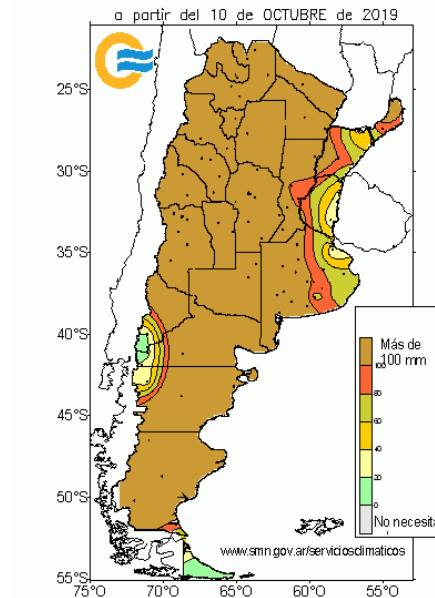 a partir del 10 de OCTUBRE de 2019
25°S
30°S
35°S
40°S
45°S
50°S
55°S
75°O
70°O
65°O
60°O
55°O
Más de
100 mm
100
80
60
40
20
0
No necesita
www.smn.gov.ar/serviciosclimaticos